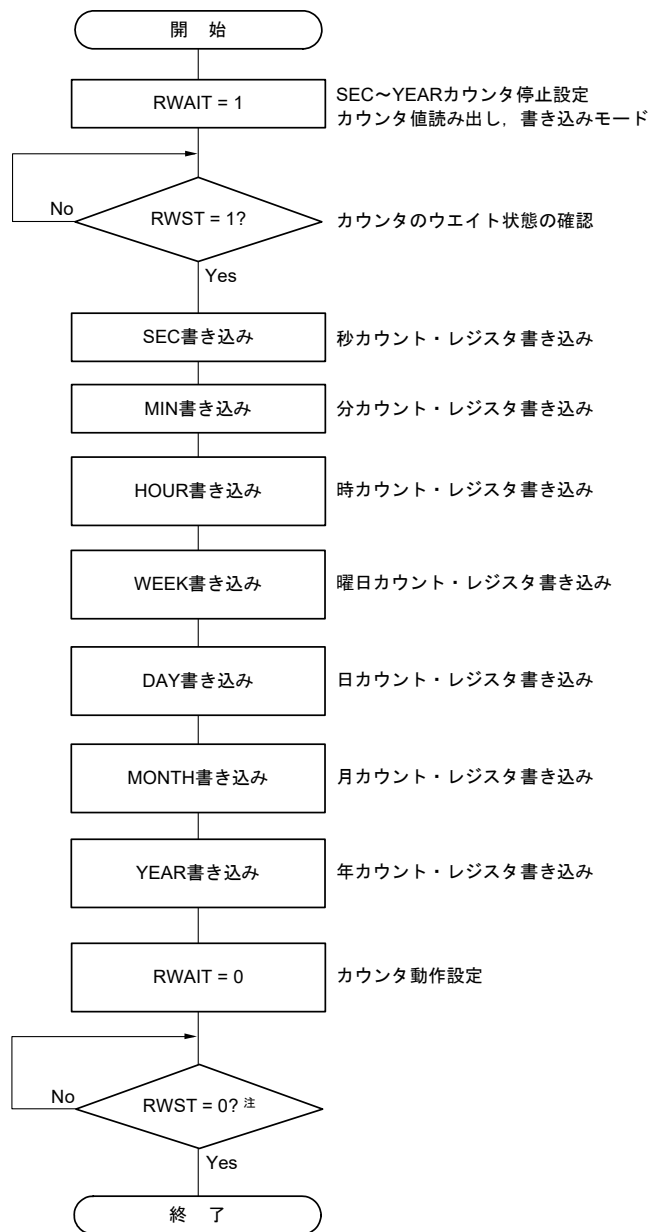 開 始
RWAIT = 1
SEC~YEARカウンタ停止設定
カウンタ値読み出し，書き込みモード
No
RWST = 1?
カウンタのウエイト状態の確認
Yes
SEC書き込み
秒カウント・レジスタ書き込み
MIN書き込み
分カウント・レジスタ書き込み
HOUR書き込み
時カウント・レジスタ書き込み
WEEK書き込み
曜日カウント・レジスタ書き込み
DAY書き込み
日カウント・レジスタ書き込み
MONTH書き込み
月カウント・レジスタ書き込み
YEAR書き込み
年カウント・レジスタ書き込み
RWAIT = 0
カウンタ動作設定
No
RWST = 0? 注
Yes
終 了